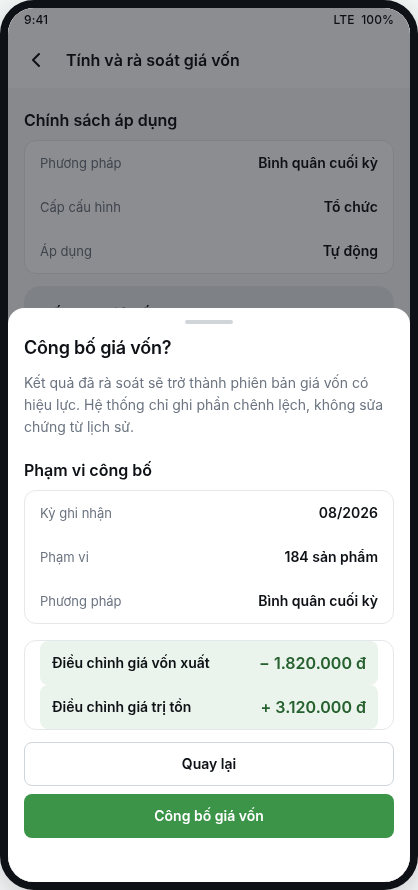 9:41 LTE 100%
Tính và rà soát giá vốn
Chính sách áp dụng
Phương pháp Bình quân cuối kỳ
Cấp cấu hình Tổ chức
Áp dụng Tự động
Công bố giá vốn?
Kết quả đã rà soát sẽ trở thành phiên bản giá vốn có
hiệu lực. Hệ thống chỉ ghi phần chênh lệch, không sửa
chứng từ lịch sử.
Phạm vi công bố
Kỳ ghi nhận 08/2026
Phạm vi 184 sản phẩm
Phương pháp Bình quân cuối kỳ
Điều chỉnh giá vốn xuất − 1.820.000 đ
Điều chỉnh giá trị tồn + 3.120.000 đ
Quay lại
Công bố giá vốn